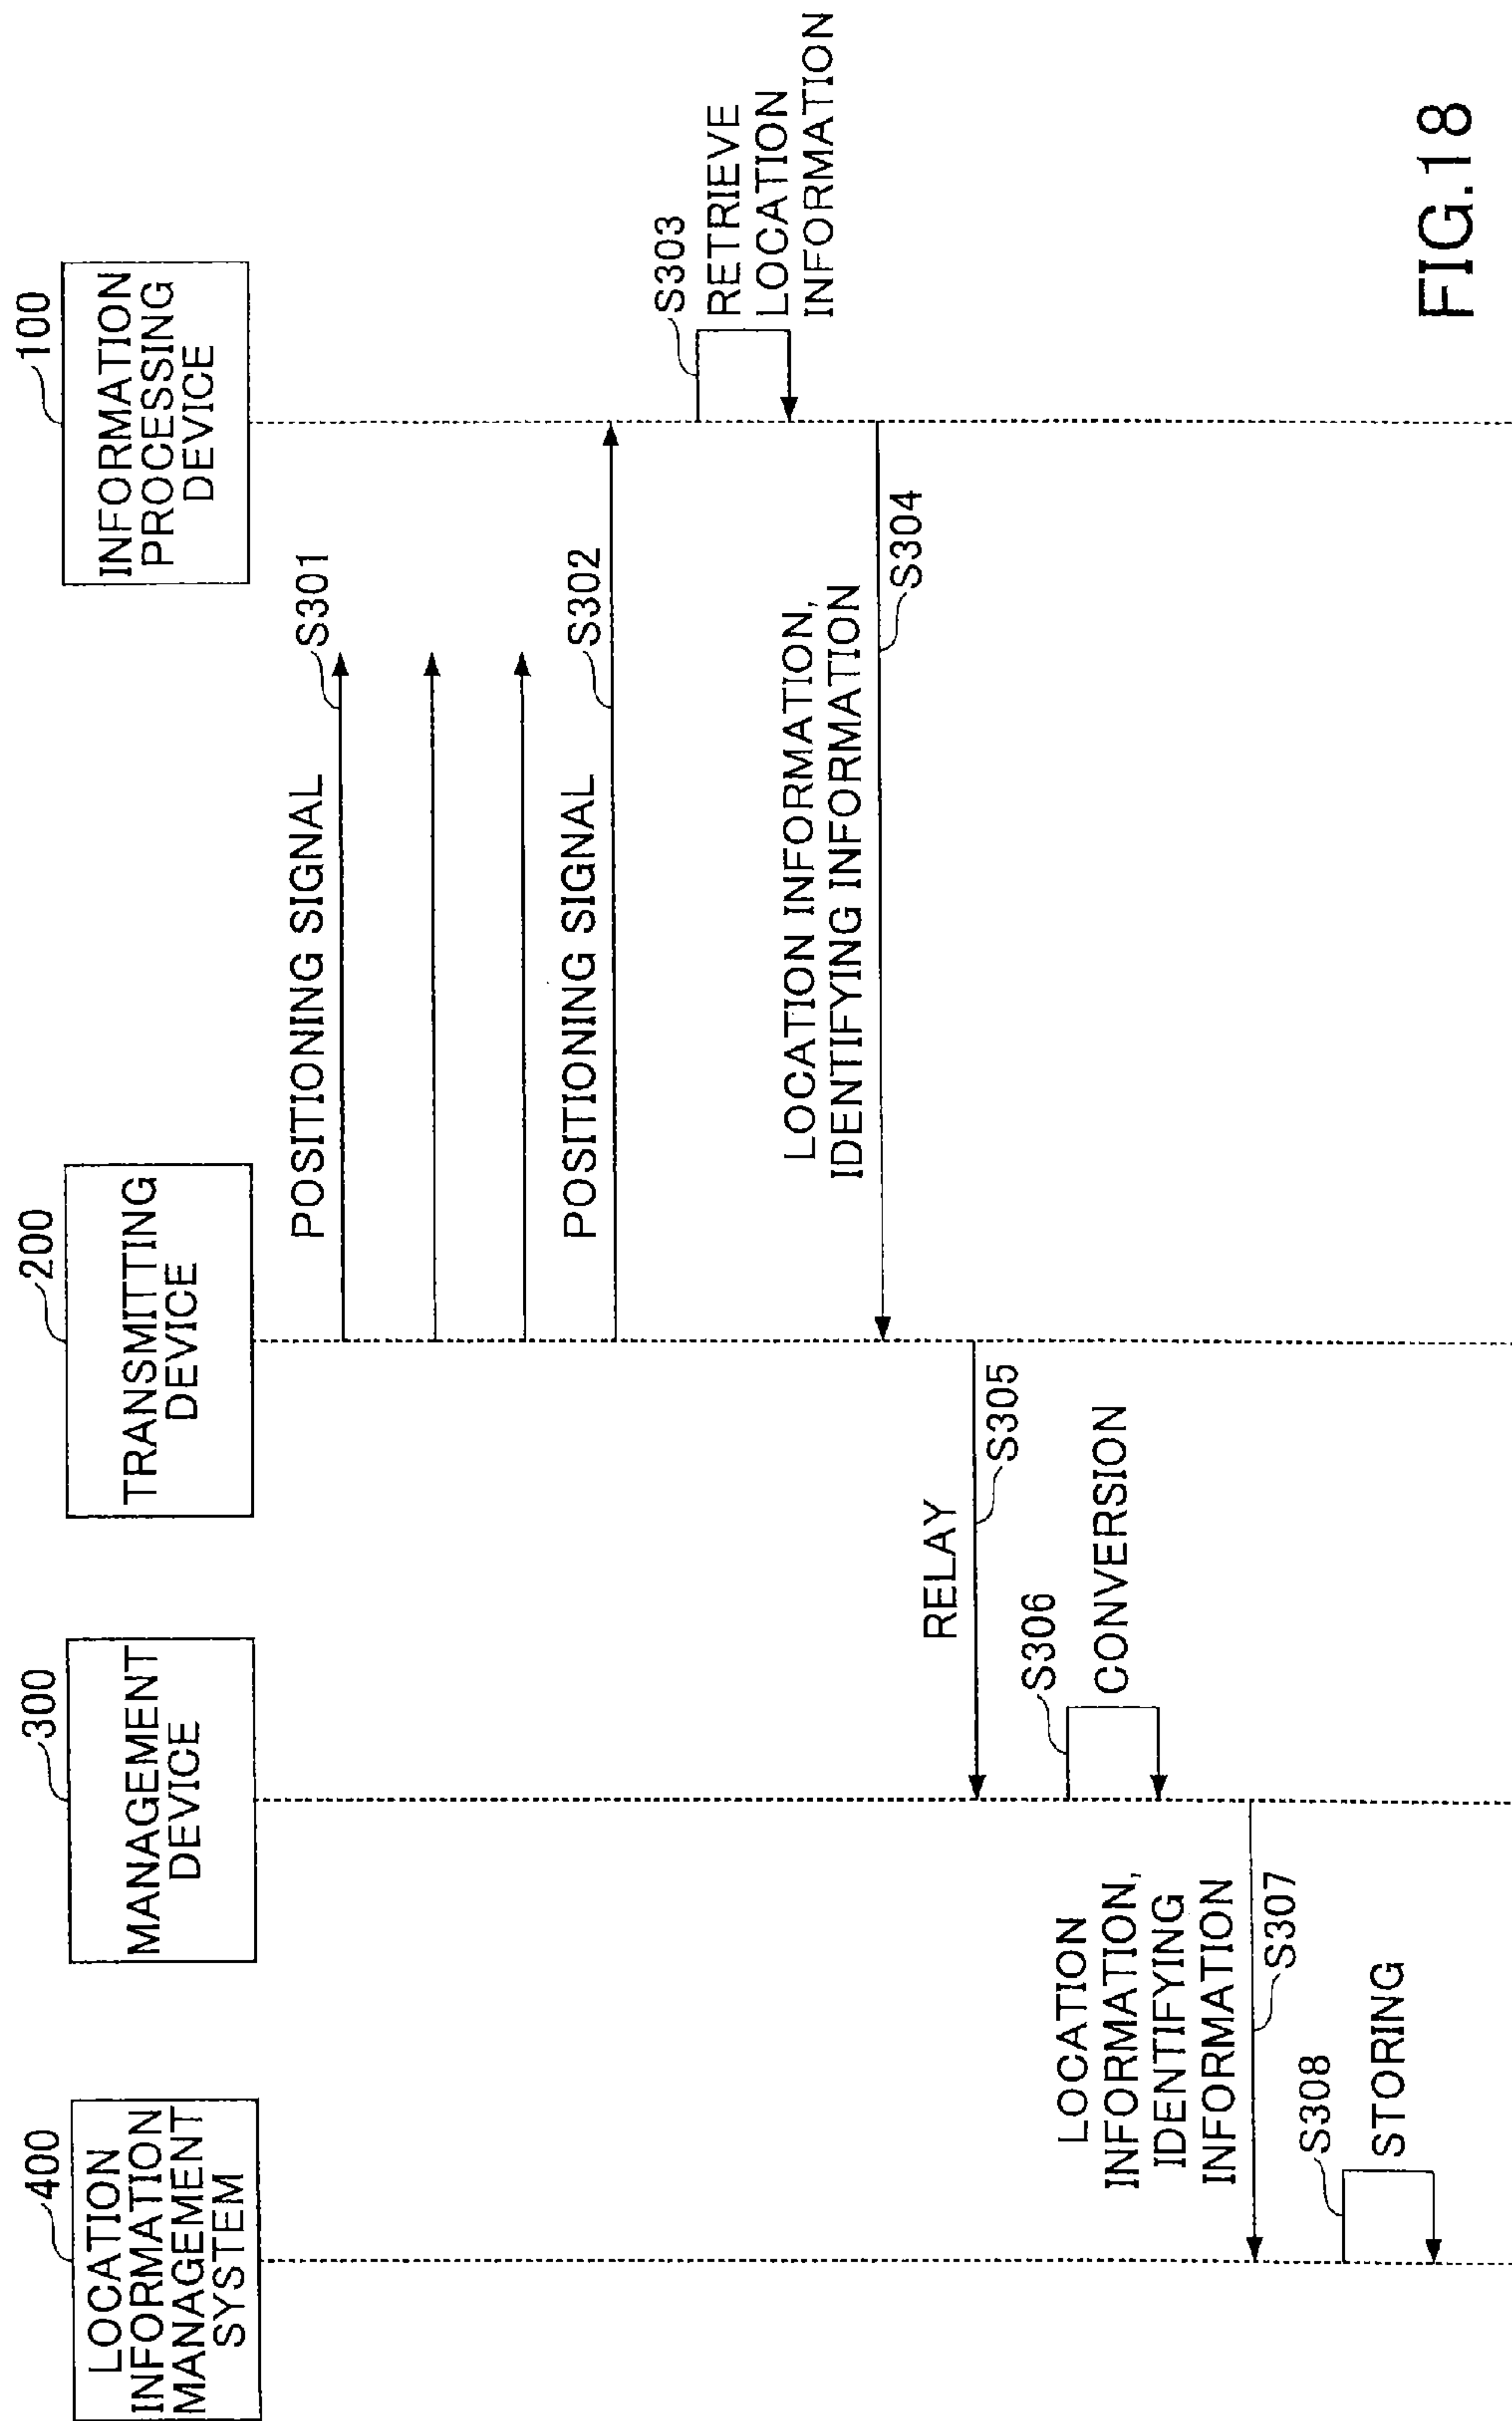 400
LOCATION
INFORMATION
MANAGEMENT
SYSTEM
300
MANAGEMENT
DEVICE
200
TRANSMITTING
DEVICE
100
INFORMATION
PROCESSING
DEVICE
POSITIONING SIGNAL
S301
POSITIONING SIGNAL
S302
S303
RETRIEVE
LOCATION
INFORMATION
LOCATION INFORMATION,
IDENTIFYING INFORMATION
S304
RELAY
S305
S306
CONVERSION
LOCATION
INFORMATION,
IDENTIFYING
INFORMATION
S307
S308
STORING
FIG.18